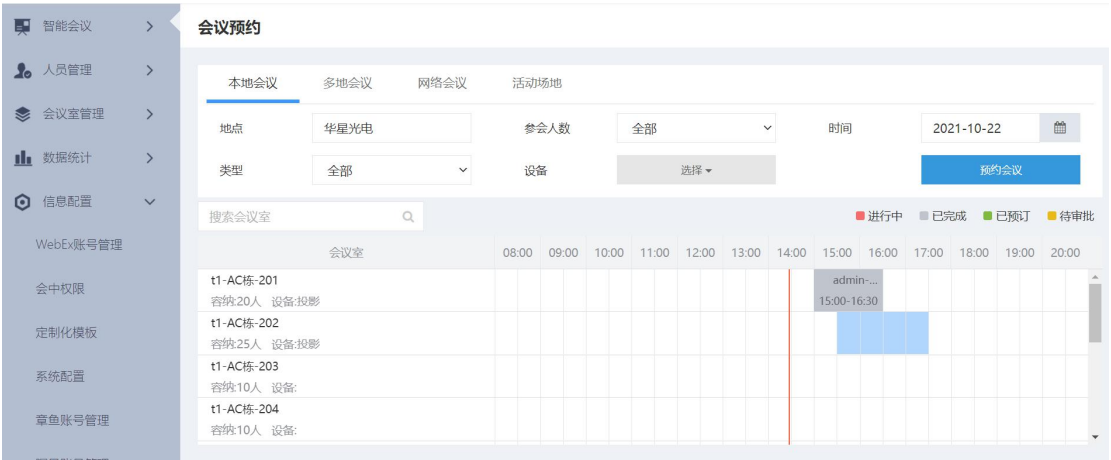 智能会议
人员管理
会议室管理
数据统计
信息配置
WebEx账号管理
会中权限
定制化模板
系统配置
章鱼账号管理
会议预约
本地会议 多地会议 网络会议 活动场地
地点 华星光电 参会人数 全部 时间 2021-10-22
类型 全部 设备 选择 预约会议
搜索会议室 进行中 已完成 已预订 待审批
会议室 08:00 09:00 10:00 11:00 12:00 13:00 14:00 15:00 16:00 17:00 18:00 19:00 20:00
t1-AC栋-201 admin-...
容纳:20人 设备:投影 15:00-16:30
t1-AC栋-202
容纳:25人 设备:投影
t1-AC栋-203
容纳:10人 设备:
t1-AC栋-204
容纳:10人 设备: